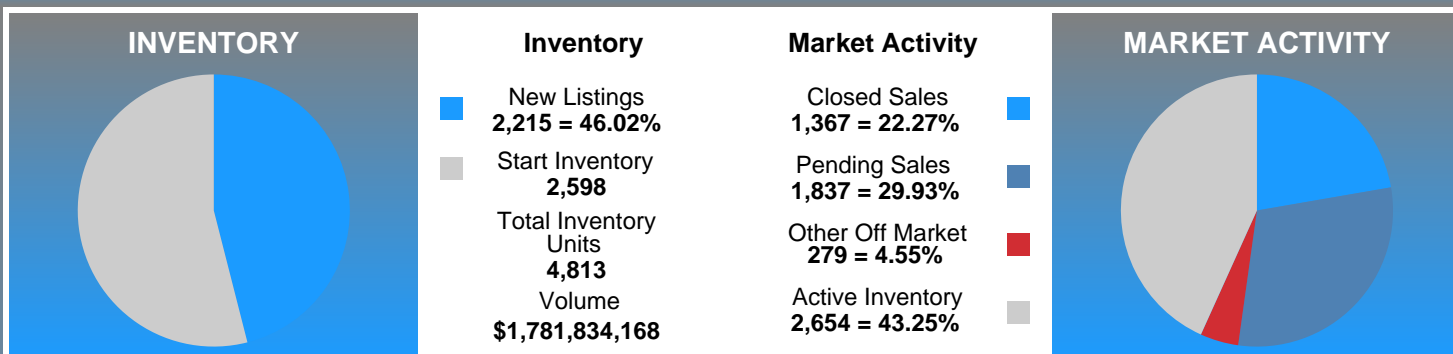 INVENTORY
Inventory
New Listings
2,215 = 46.02%
Start Inventory
2,598
Total Inventory
Units
4,813
Volume
$1,781,834,168
Market Activity
Closed Sales
1,367 = 22.27%
Pending Sales
1,837 = 29.93%
Other Off Market
279 = 4.55%
Active Inventory
2,654 = 43.25%
MARKET ACTIVITY